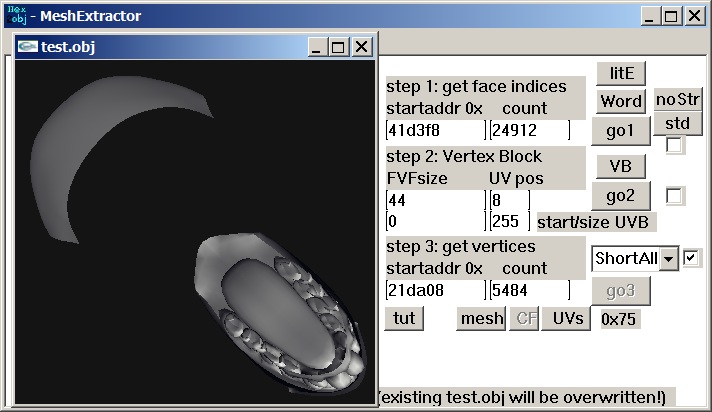 Hex obj - MeshExtractor
test.obj
step 1: get face indices
startaddr 0x count
41d3f8 24912
litE
Word noStr
go1 std
step 2: Vertex Block
FVFsize UV pos
44 8
0 255 start/size UVB
VB
go2
step 3: get vertices
startaddr 0x count
21da08 5484
ShortAll
go3
tut mesh CF UVs 0x75
(existing test.obj will be overwritten!)